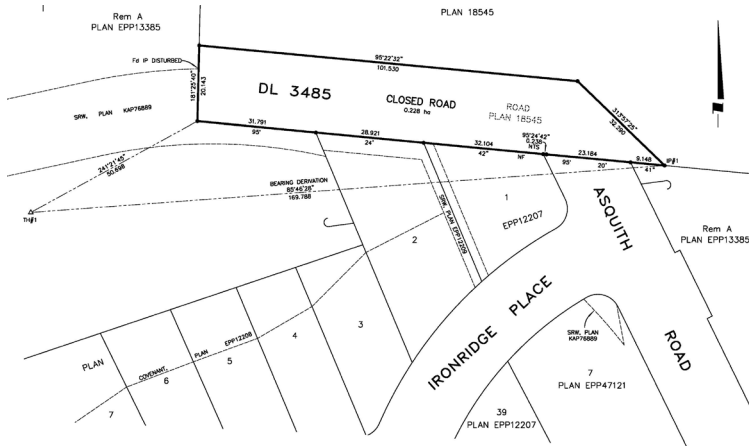 Rem A
PLAN EPP13385
PLAN 18545
Fd IP DISTURBED
95°22'32"
101.530
181°25'40"
20.143
DL 3485
CLOSED ROAD
0.228 ha
ROAD
PLAN 18545
313°57'25"
32.290
SRW, PLAN KAP76889
31.791
95'
28.921
24"
32.104
42"
95°24'42"
0.238
NTS
NF
23.184
95'
20"
9.148
41"
IP#1
241°21'45"
50.698
BEARING DERIVATION
85°46'28"
169.788
TH#1
SRW, PLAN EPP12209
1
EPP12207
2
3
4
5
6
7
PLAN
COVENANT, PLAN EPP12208
IRONRIDGE PLACE
ASQUITH ROAD
Rem A
PLAN EPP13385
SRW, PLAN
KAP76889
7
PLAN EPP47121
39
PLAN EPP12207